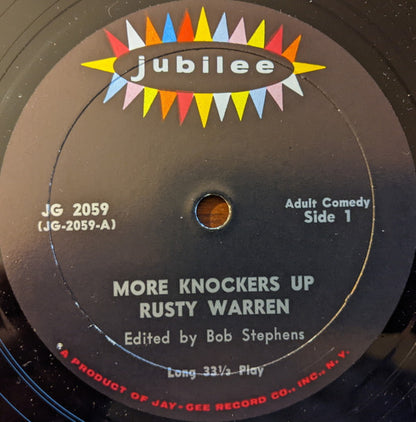 jubilee
JG 2059
(JG-2059-A)
Adult Comedy
Side 1
MORE KNOCKERS UP
RUSTY WARREN
Edited by Bob Stephens
Long 33⅓ Play
*A PRODUCT OF JAY-GEE RECORD CO., INC., N.Y.